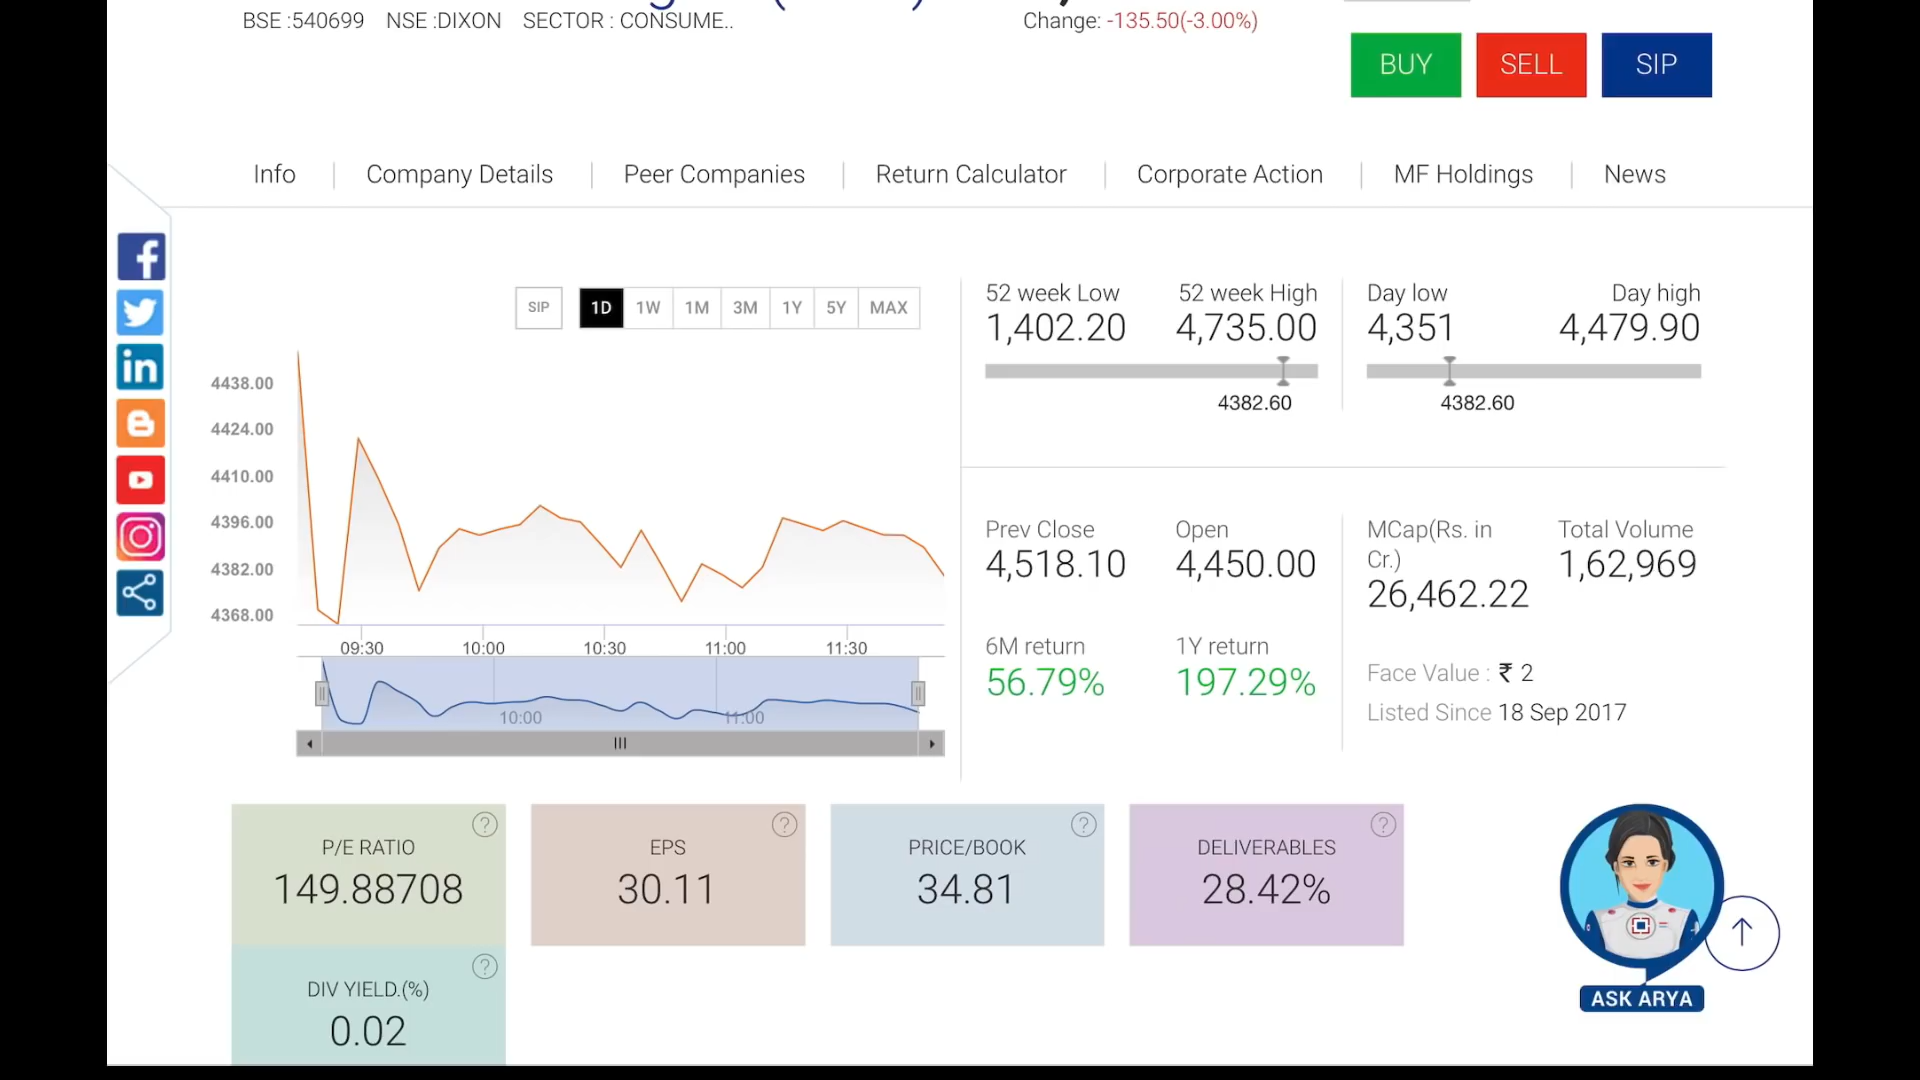 BSE :540699 NSE :DIXON SECTOR : CONSUME..
Change: -135.50(-3.00%)
BUY SELL SIP
Info Company Details Peer Companies Return Calculator Corporate Action MF Holdings News
SIP 1D 1W 1M 3M 1Y 5Y MAX
4438.00
4424.00
4410.00
4396.00
4382.00
4368.00
09:30 10:00 10:30 11:00 11:30
10:00 11:00
52 week Low 52 week High
1,402.20 4,735.00
4382.60
Day low Day high
4,351 4,479.90
4382.60
Prev Close Open
4,518.10 4,450.00
6M return 1Y return
56.79% 197.29%
MCap(Rs. in
Cr.)
26,462.22
Total Volume
1,62,969
Face Value : ₹ 2
Listed Since 18 Sep 2017
P/E RATIO
149.88708
EPS
30.11
PRICE/BOOK
34.81
DELIVERABLES
28.42%
DIV YIELD.(%)
0.02
ASK ARYA